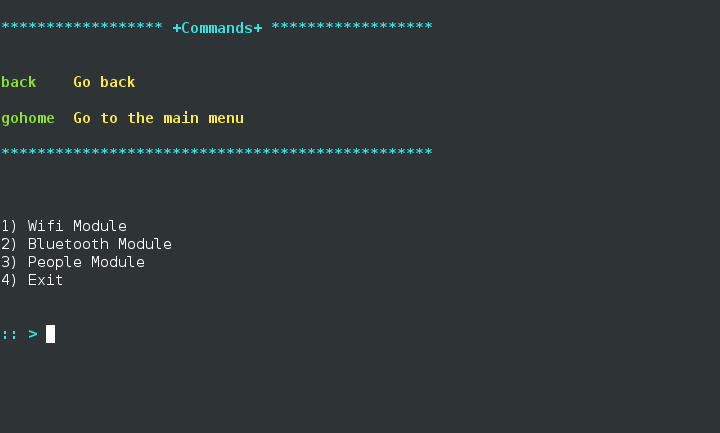 ****************** +Commands+ ******************
back    Go back
gohome  Go to the main menu
************************************************
1) Wifi Module
2) Bluetooth Module
3) People Module
4) Exit
:: >